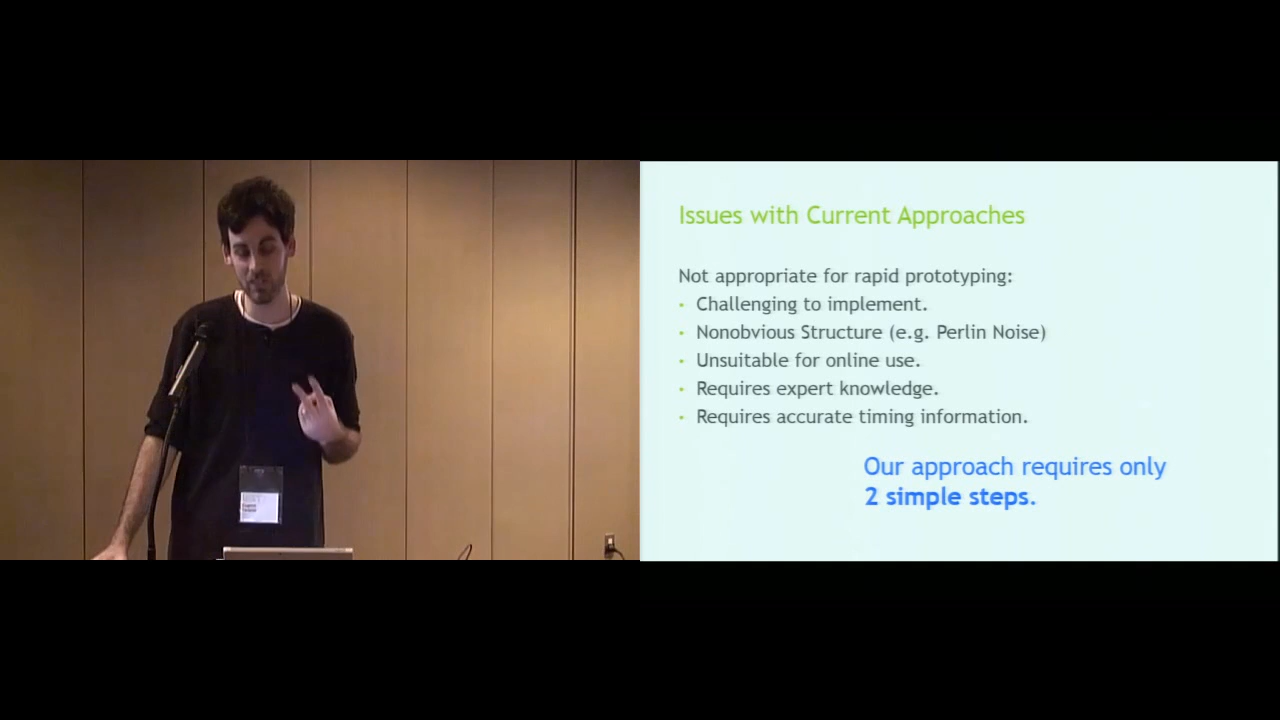 Issues with Current Approaches
Not appropriate for rapid prototyping:
• Challenging to implement.
• Nonobvious Structure (e.g. Perlin Noise)
• Unsuitable for online use.
• Requires expert knowledge.
• Requires accurate timing information.
Our approach requires only
2 simple steps.